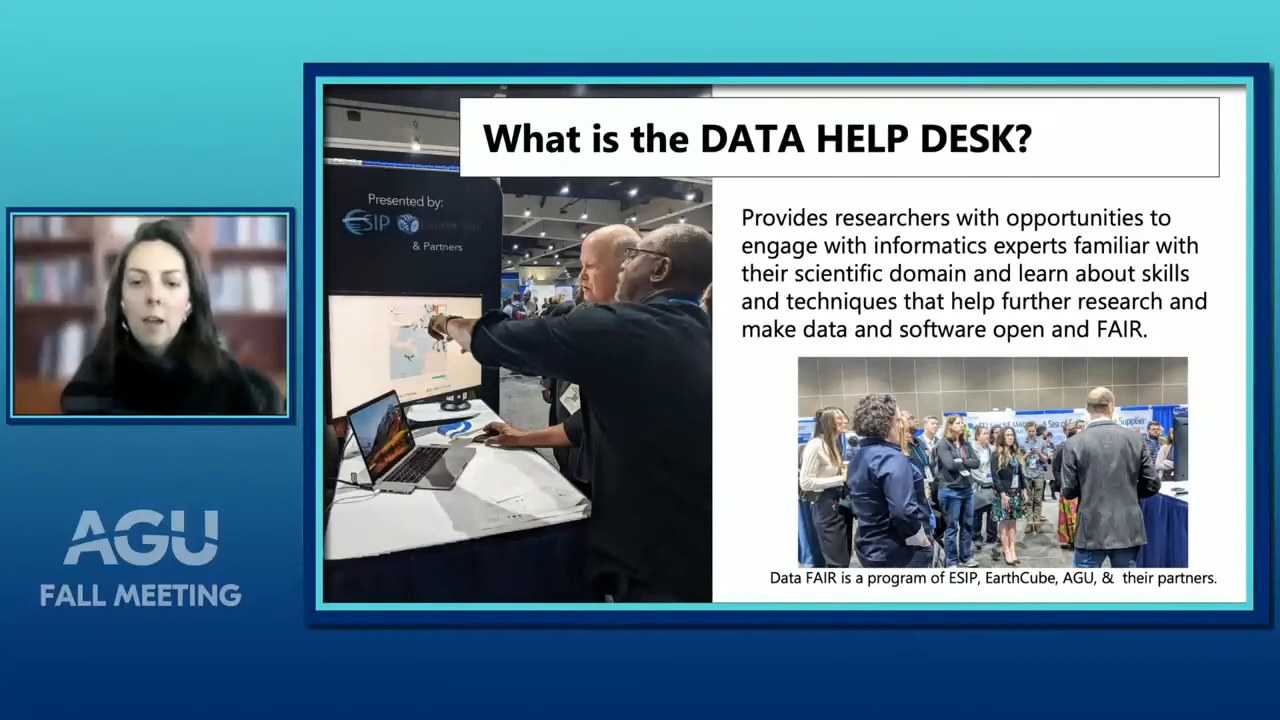 What is the DATA HELP DESK?
Presented by:
ESIP
& Partners
Provides researchers with opportunities to
engage with informatics experts familiar with
their scientific domain and learn about skills
and techniques that help further research and
make data and software open and FAIR.
Supplier
Data FAIR is a program of ESIP, EarthCube, AGU, & their partners.
AGU
FALL MEETING